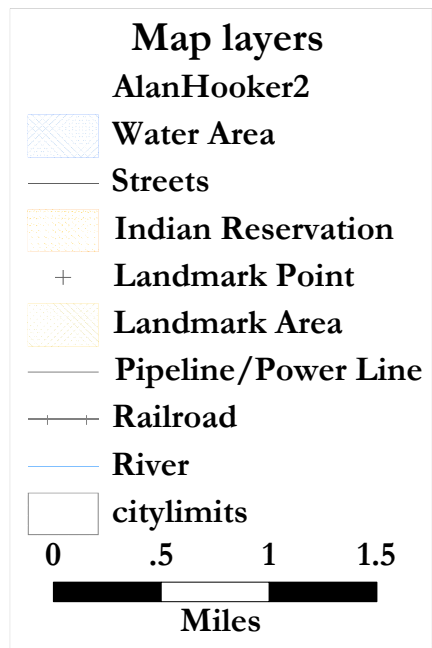 Map layers
AlanHooker2
Water Area
Streets
Indian Reservation
Landmark Point
Landmark Area
Pipeline/Power Line
Railroad
River
citylimits
0 .5 1 1.5
Miles